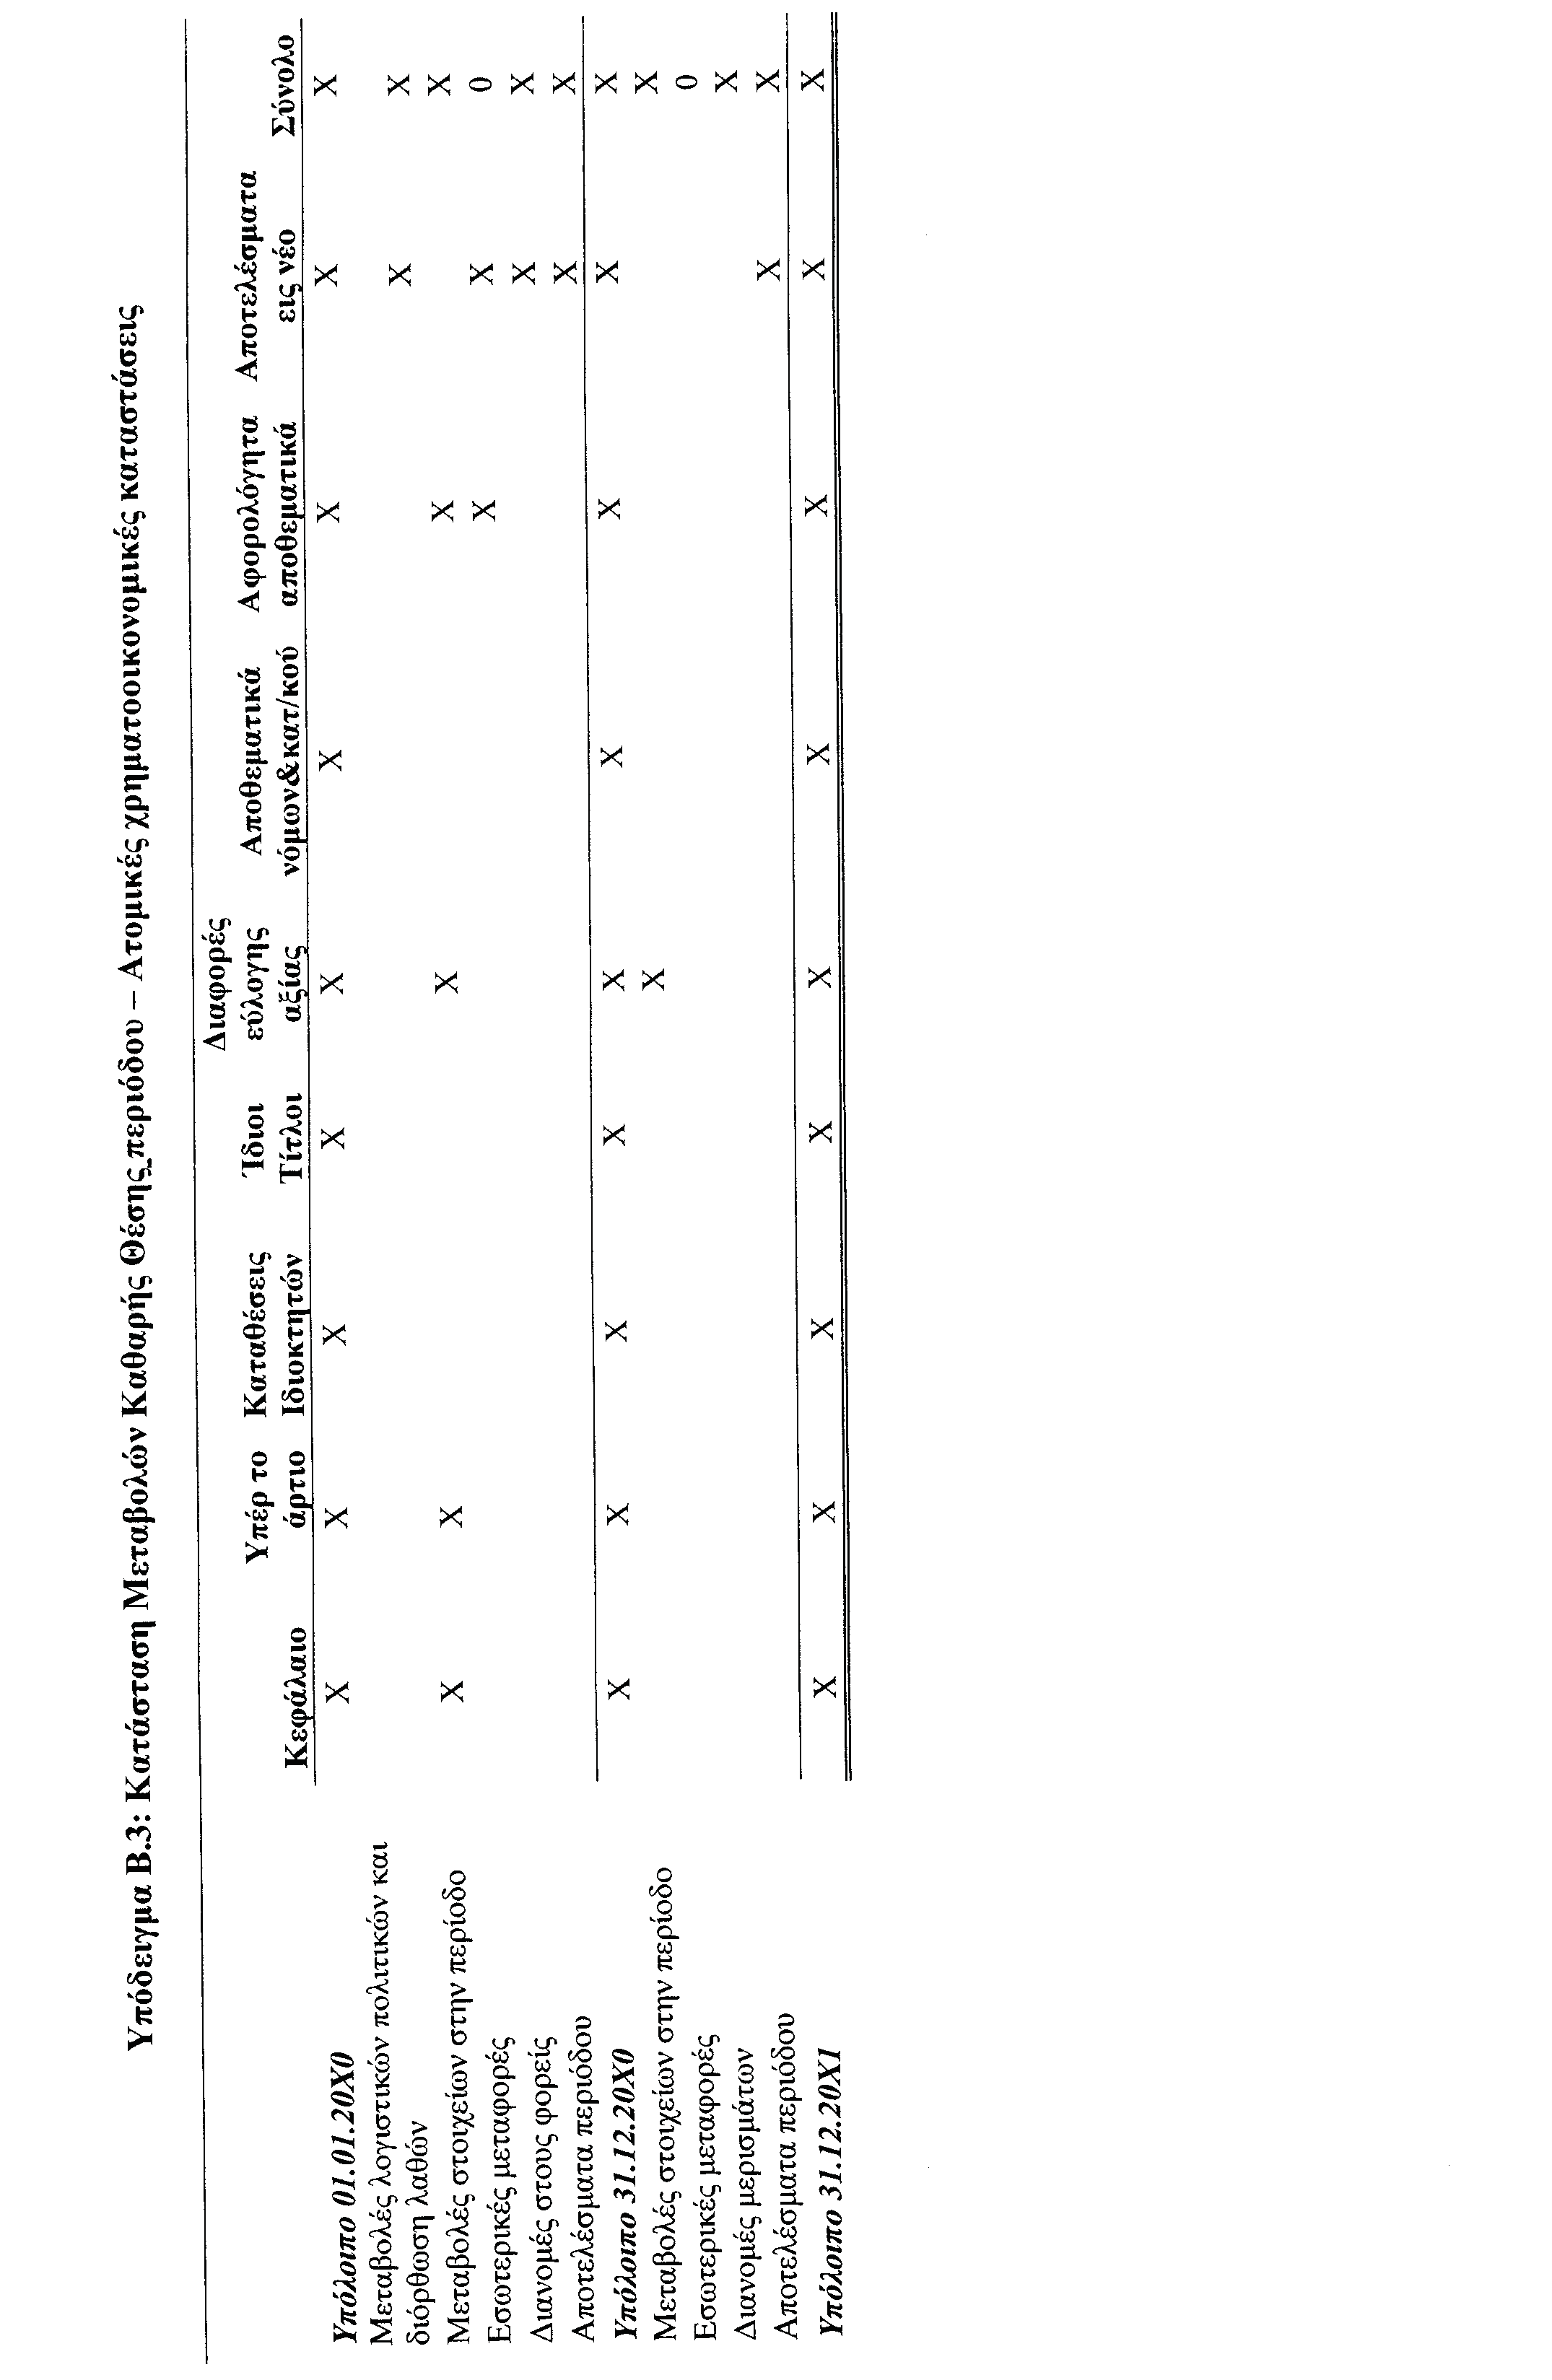 Υπόδειγμα Β.3: Κατάσταση Μεταβολών Καθαρής Θέσης περιόδου – Ατομικές χρηματοοικονομικές καταστάσεις
Διαφορές
Υπέρ το Καταθέσεις Ίδιοι εύλογης Αποθεματικά Αφορολόγητα Αποτελέσματα
Κεφάλαιο άρτιο Ιδιοκτητών Τίτλοι αξίας νόμων&κατ/κού αποθεματικά εις νέο Σύνολο
Υπόλοιπο 01.01.20Χ0 Χ Χ Χ Χ Χ Χ Χ Χ Χ
Μεταβολές λογιστικών πολιτικών και
διόρθωση λαθών Χ Χ
Μεταβολές στοιχείων στην περίοδο Χ Χ Χ Χ Χ
Εσωτερικές μεταφορές Χ Χ 0
Διανομές στους φορείς Χ Χ
Αποτελέσματα περιόδου Χ Χ
Υπόλοιπο 31.12.20Χ0 Χ Χ Χ Χ Χ Χ Χ Χ Χ
Μεταβολές στοιχείων στην περίοδο Χ Χ
Εσωτερικές μεταφορές 0
Διανομές μερισμάτων Χ
Αποτελέσματα περιόδου Χ Χ
Υπόλοιπο 31.12.20Χ1 Χ Χ Χ Χ Χ Χ Χ Χ Χ